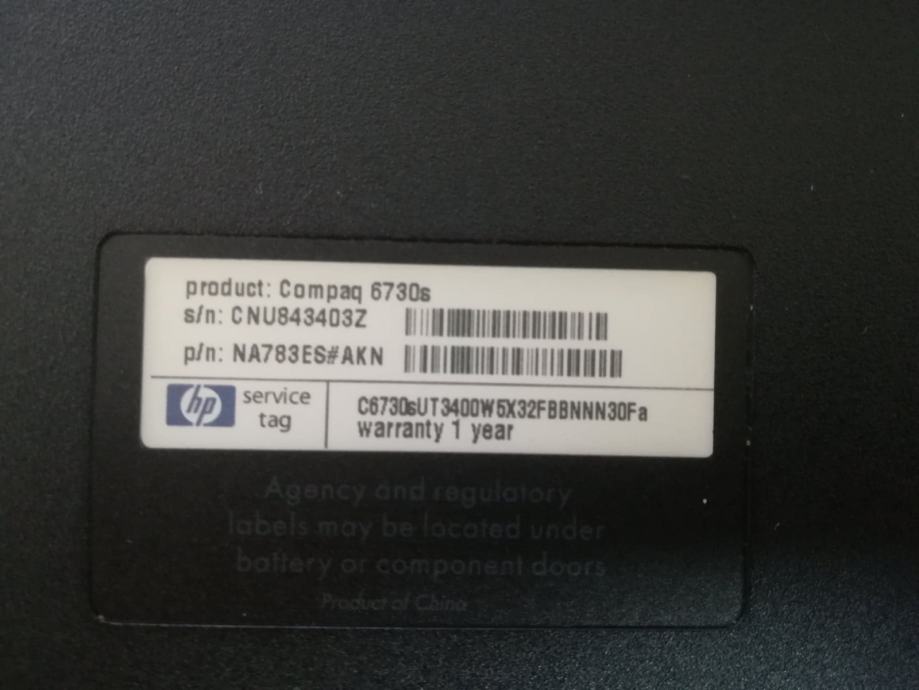 product: Compaq 6730s
s/n: CNU843403Z
p/n: NA783ES#AKN
hp
service
tag
C6730sUT3400W5X32FBBNNN30Fa
warranty 1 year
Agency and regulatory
labels may be located under
battery or component doors
Product of China